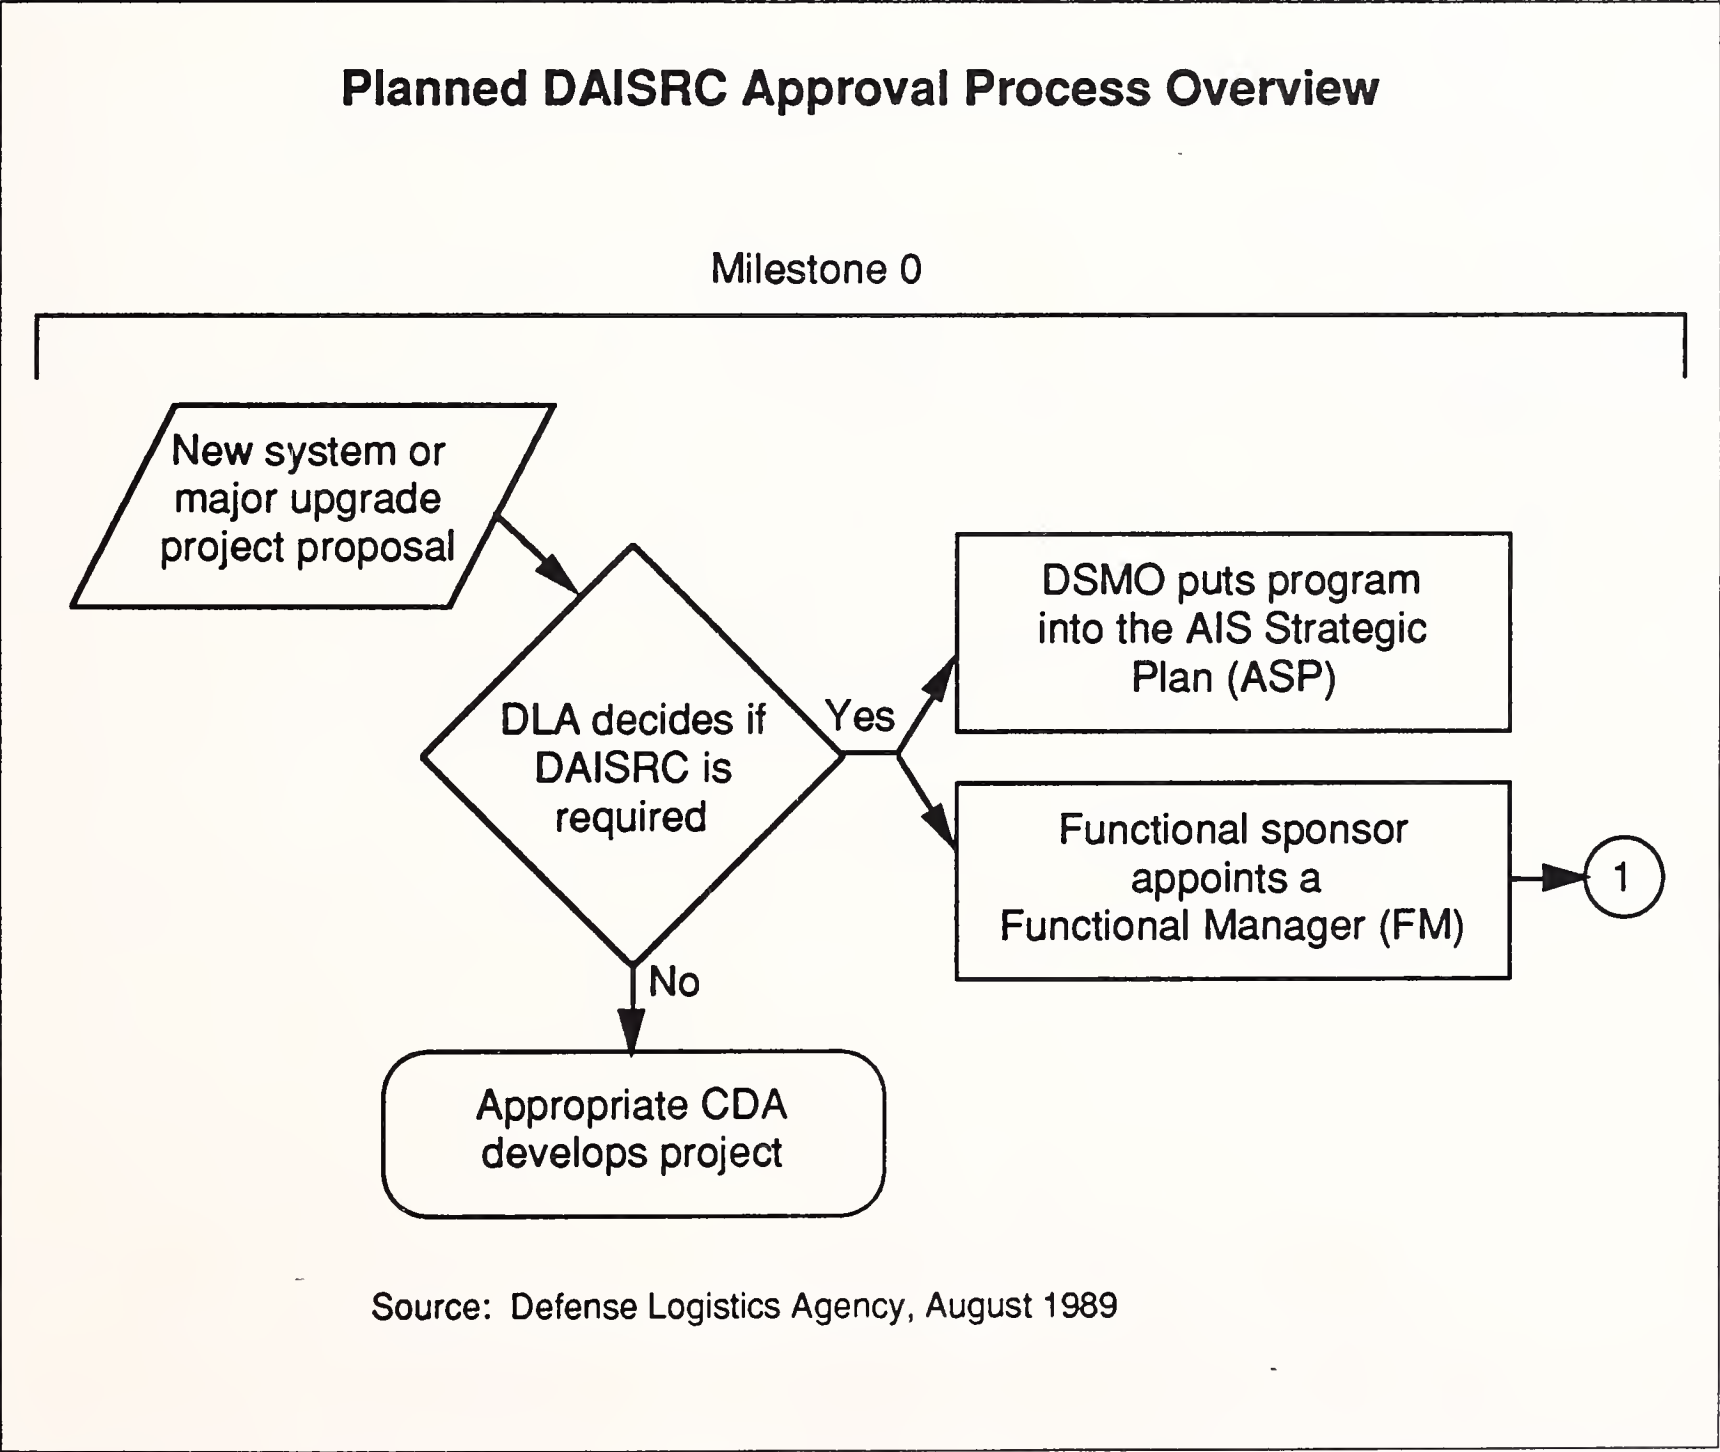 Planned DAISRC Approval Process Overview
Milestone 0
New system or
major upgrade
project proposal
DLA decides if
DAISRC is
required
Yes
No
DSMO puts program
into the AIS Strategic
Plan (ASP)
Functional sponsor
appoints a
Functional Manager (FM)
1
Appropriate CDA
develops project
Source: Defense Logistics Agency, August 1989